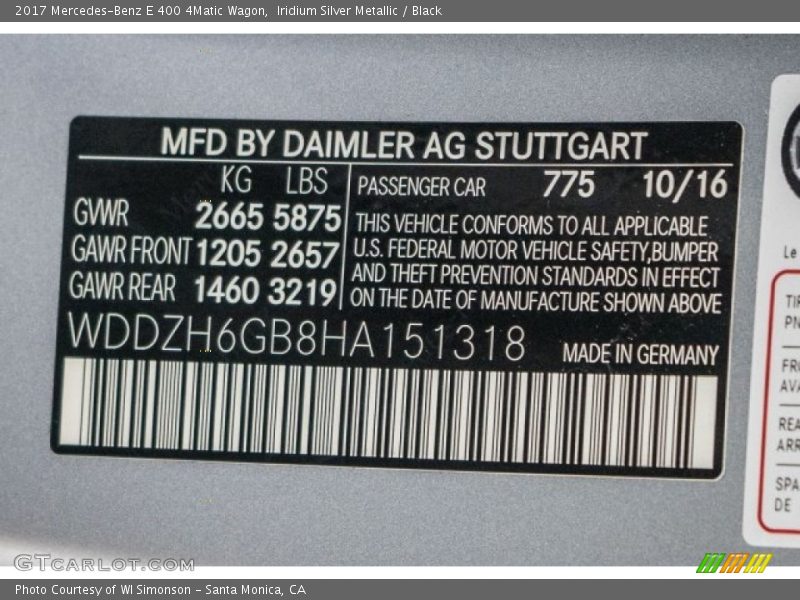 2017 Mercedes-Benz E 400 4Matic Wagon, Iridium Silver Metallic / Black
MFD BY DAIMLER AG STUTTGART
KG LBS
GVWR 2665 5875
GAWR FRONT 1205 2657
GAWR REAR 1460 3219
PASSENGER CAR 775 10/16
THIS VEHICLE CONFORMS TO ALL APPLICABLE
U.S. FEDERAL MOTOR VEHICLE SAFETY,BUMPER
AND THEFT PREVENTION STANDARDS IN EFFECT
ON THE DATE OF MANUFACTURE SHOWN ABOVE
WDDZH6GB8HA151318
MADE IN GERMANY
Le
DE
GTCARLOT.COM
Photo Courtesy of WI Simonson - Santa Monica, CA